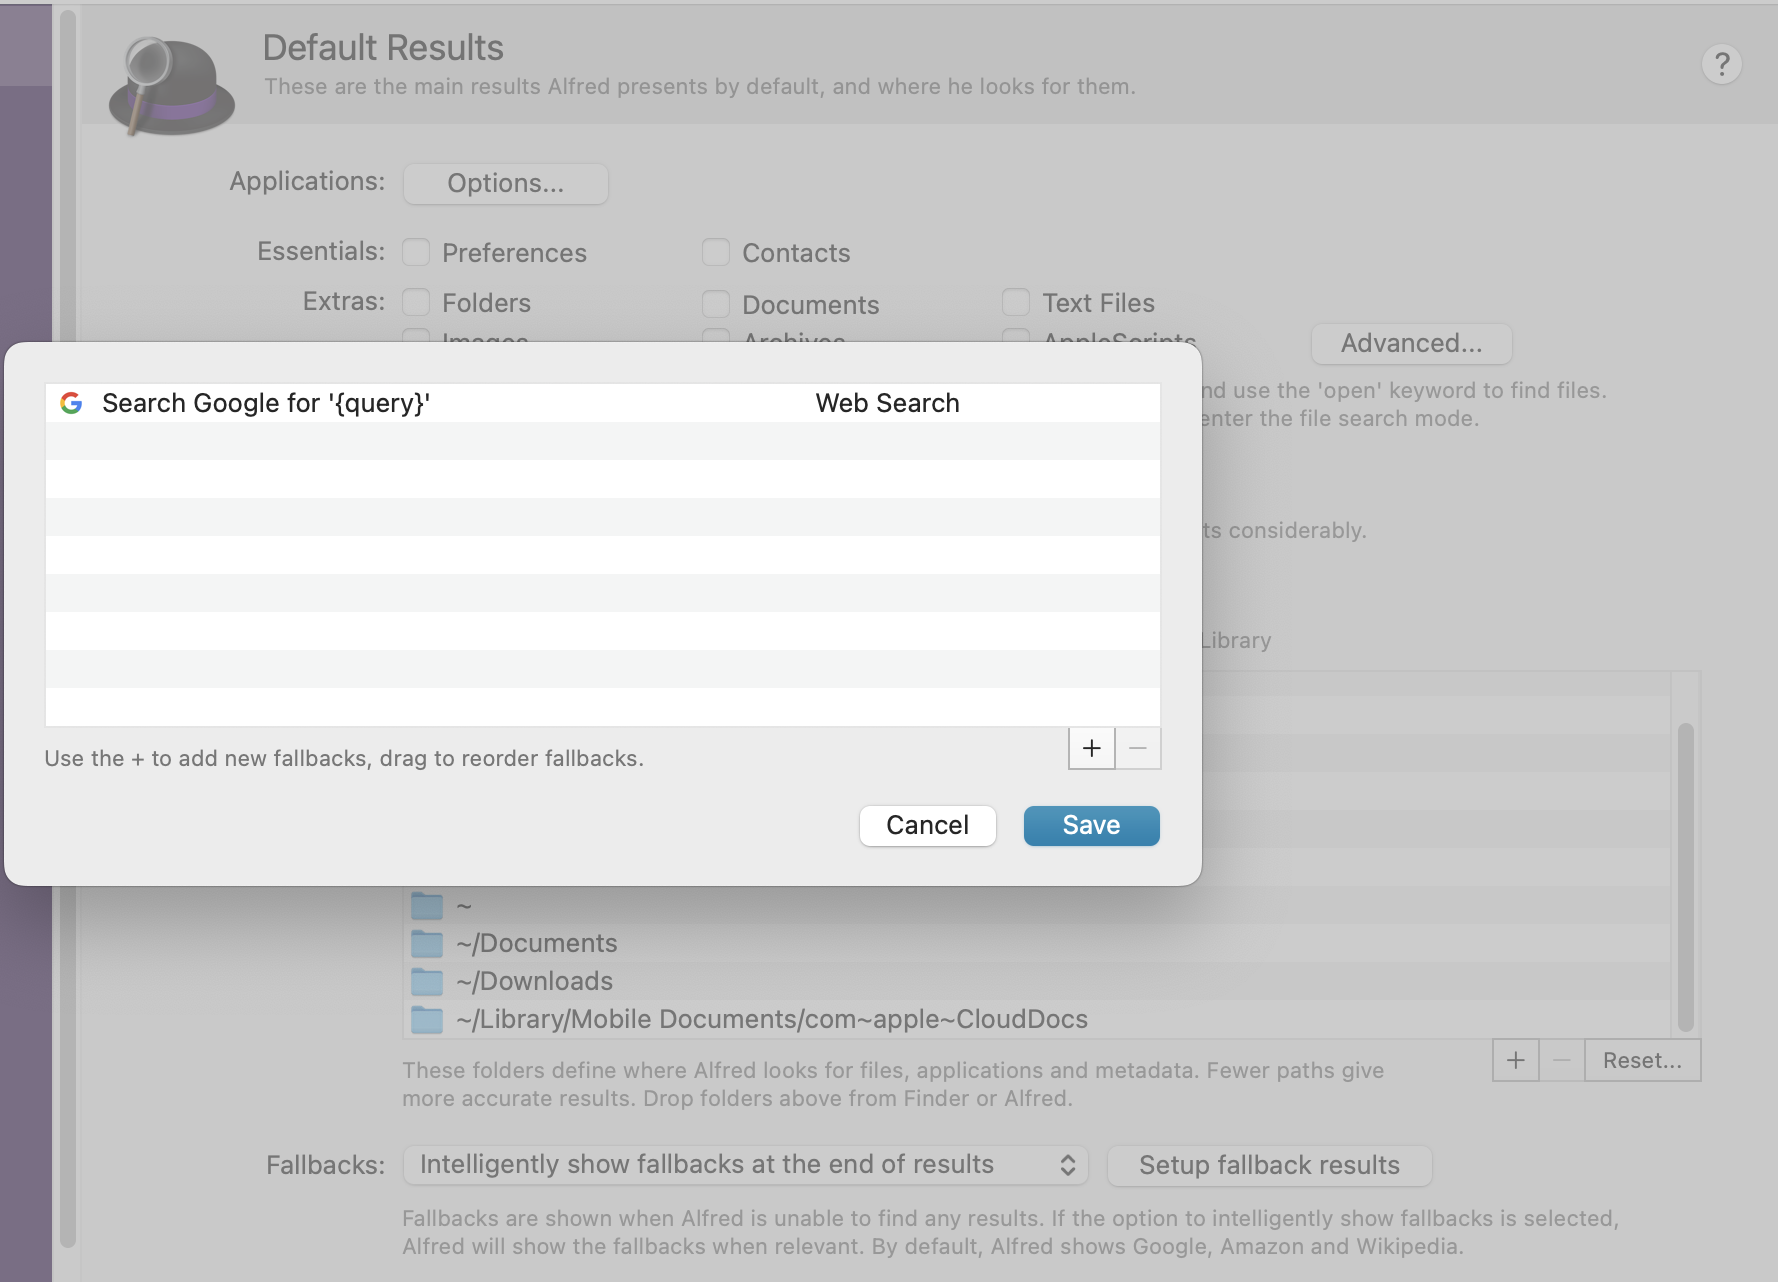 Default Results
These are the main results Alfred presents by default, and where he looks for them.
?
Applications: Options...
Essentials: Preferences Contacts
Extras: Folders Documents Text Files
Images Archives AppleScripts Advanced...
nd use the 'open' keyword to find files.
enter the file search mode.
Search Google for '{query}' Web Search
ts considerably.
Library
Use the + to add new fallbacks, drag to reorder fallbacks.
+ −
Cancel Save
~
~/Documents
~/Downloads
~/Library/Mobile Documents/com~apple~CloudDocs
These folders define where Alfred looks for files, applications and metadata. Fewer paths give
more accurate results. Drop folders above from Finder or Alfred.
+ − Reset...
Fallbacks: Intelligently show fallbacks at the end of results Setup fallback results
Fallbacks are shown when Alfred is unable to find any results. If the option to intelligently show fallbacks is selected,
Alfred will show the fallbacks when relevant. By default, Alfred shows Google, Amazon and Wikipedia.